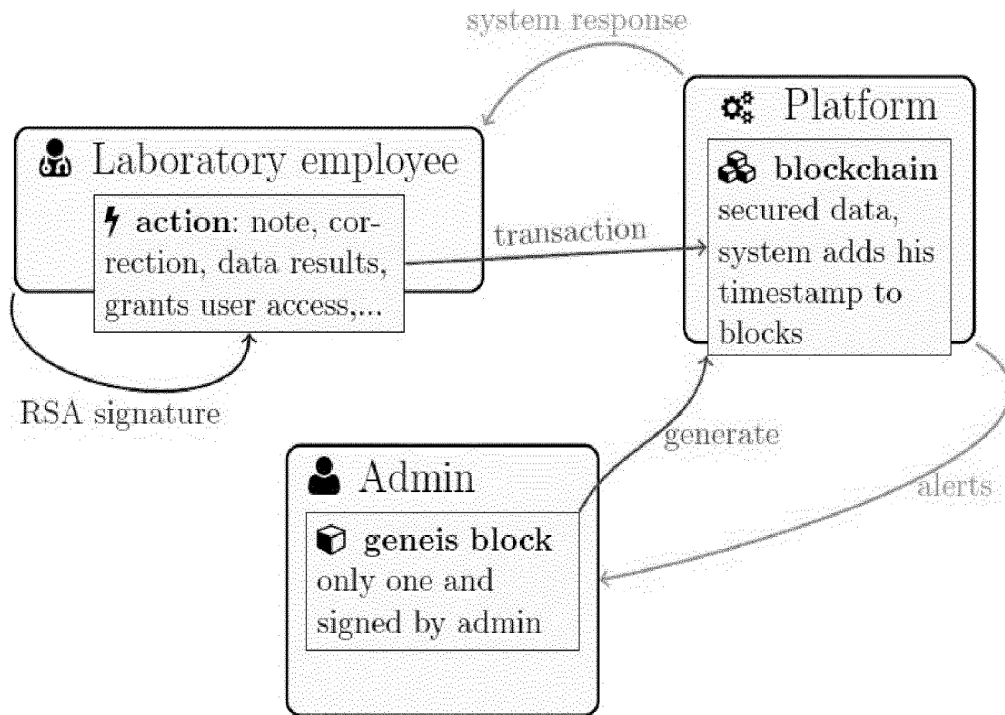 system response
Platform
blockchain
secured data,
system adds his
timestamp to
blocks
Laboratory employee
action: note, cor-
rection, data results,
grants user access,...
transaction
RSA signature
generate
alerts
Admin
geneis block
only one and
signed by admin